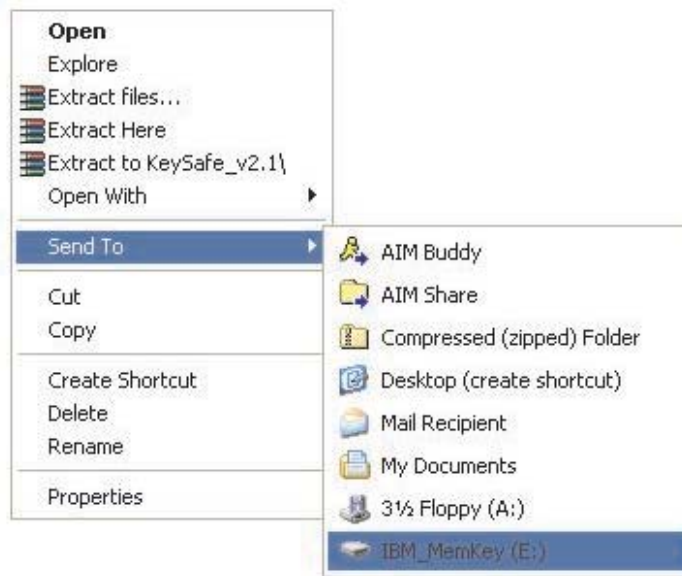 Open
Explore
Extract files...
Extract Here
Extract to KeySafe_v2.1\
Open With
Send To
Cut
Copy
Create Shortcut
Delete
Rename
Properties
AIM Buddy
AIM Share
Compressed (zipped) Folder
Desktop (create shortcut)
Mail Recipient
My Documents
3½ Floppy (A:)
IBM_MemKey (E:)